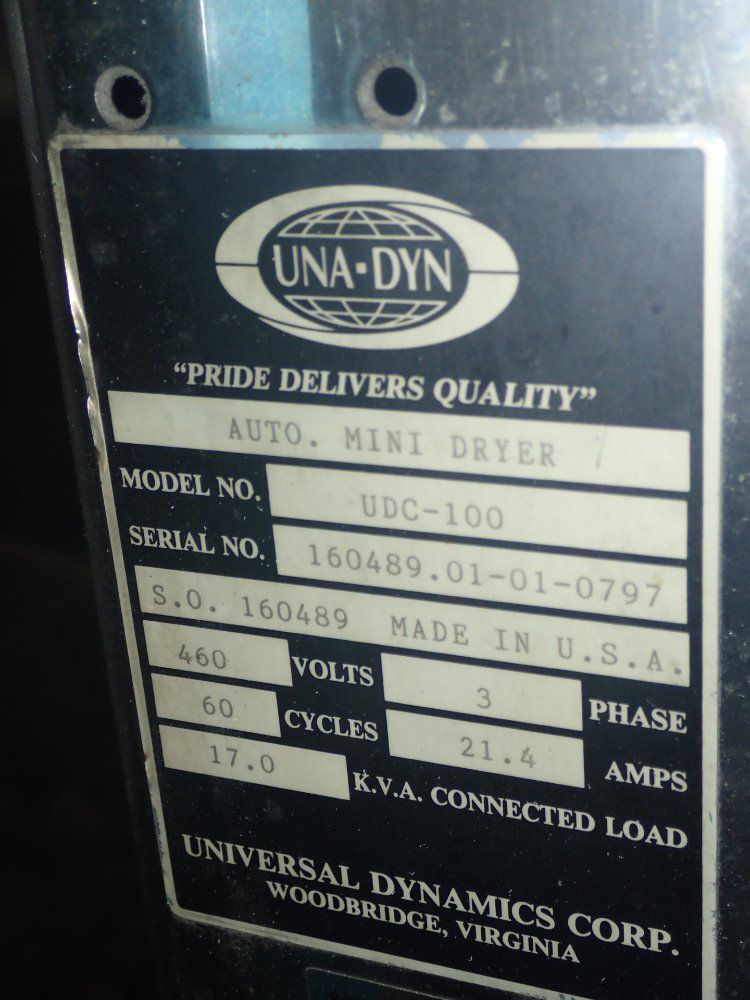 UNA-DYN
“PRIDE DELIVERS QUALITY”
AUTO. MINI DRYER
MODEL NO. UDC-100
SERIAL NO. 160489.01-01-0797
S.O. 160489 MADE IN U.S.A.
460 VOLTS 3 PHASE
60 CYCLES 21.4 AMPS
17.0 K.V.A. CONNECTED LOAD
UNIVERSAL DYNAMICS CORP.
WOODBRIDGE, VIRGINIA